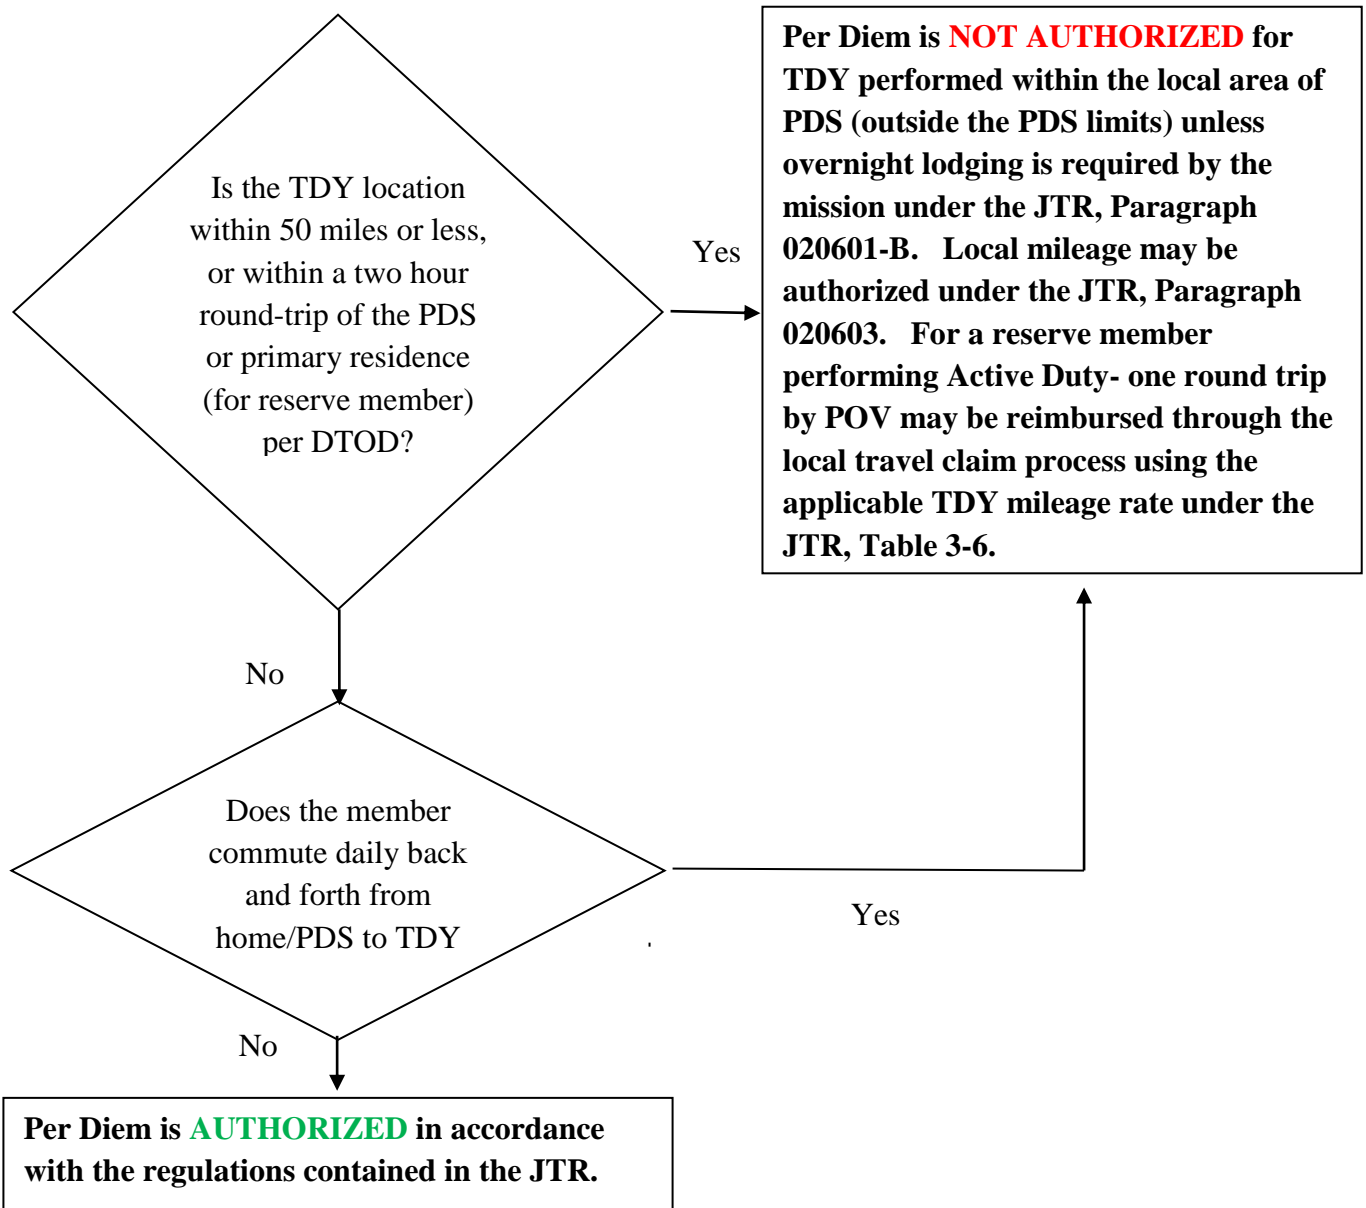 Is the TDY location
within 50 miles or less,
or within a two hour
round-trip of the PDS
or primary residence
(for reserve member)
per DTOD?
Yes
Per Diem is NOT AUTHORIZED for
TDY performed within the local area of
PDS (outside the PDS limits) unless
overnight lodging is required by the
mission under the JTR, Paragraph
020601-B.   Local mileage may be
authorized under the JTR, Paragraph
020603.   For a reserve member
performing Active Duty- one round trip
by POV may be reimbursed through the
local travel claim process using the
applicable TDY mileage rate under the
JTR, Table 3-6.
No
Does the member
commute daily back
and forth from
home/PDS to TDY
Yes
No
Per Diem is AUTHORIZED in accordance
with the regulations contained in the JTR.